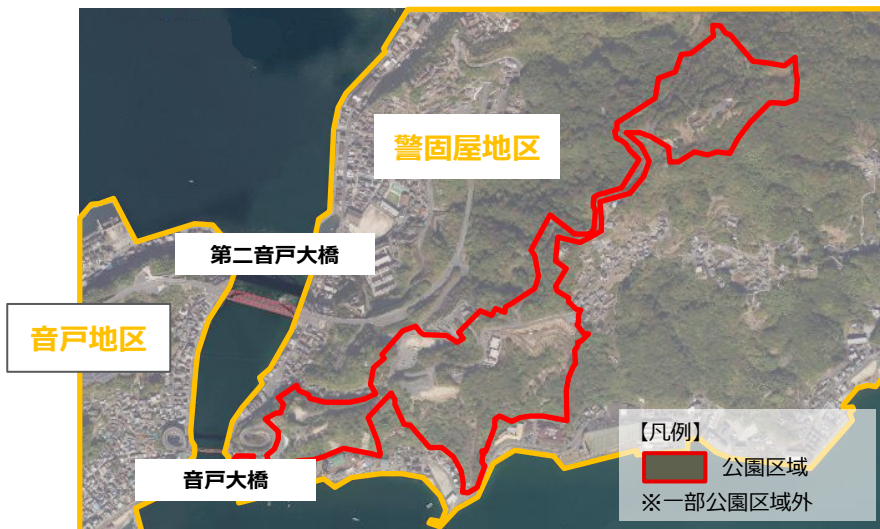 警固屋地区
第二音戸大橋
音戸地区
音戸大橋
【凡例】
公園区域
※一部公園区域外